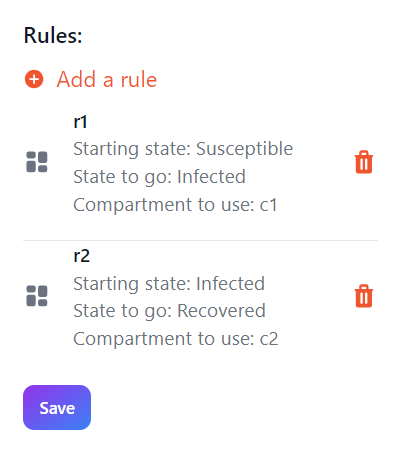 Rules:
Add a rule
r1
Starting state: Susceptible
State to go: Infected
Compartment to use: c1
r2
Starting state: Infected
State to go: Recovered
Compartment to use: c2
Save